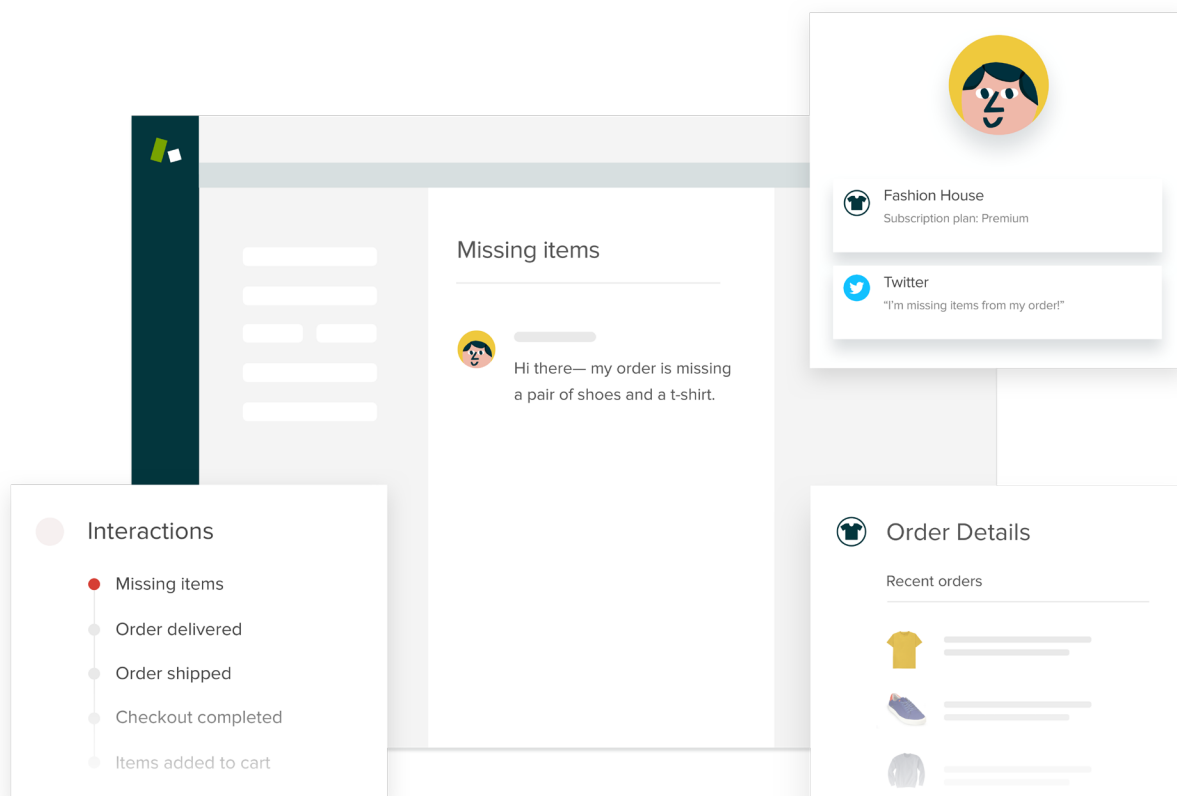 Fashion House
Subscription plan: Premium
Twitter
“I’m missing items from my order!”
Missing items
Hi there— my order is missing
a pair of shoes and a t-shirt.
Interactions
Missing items
Order delivered
Order shipped
Checkout completed
Items added to cart
Order Details
Recent orders